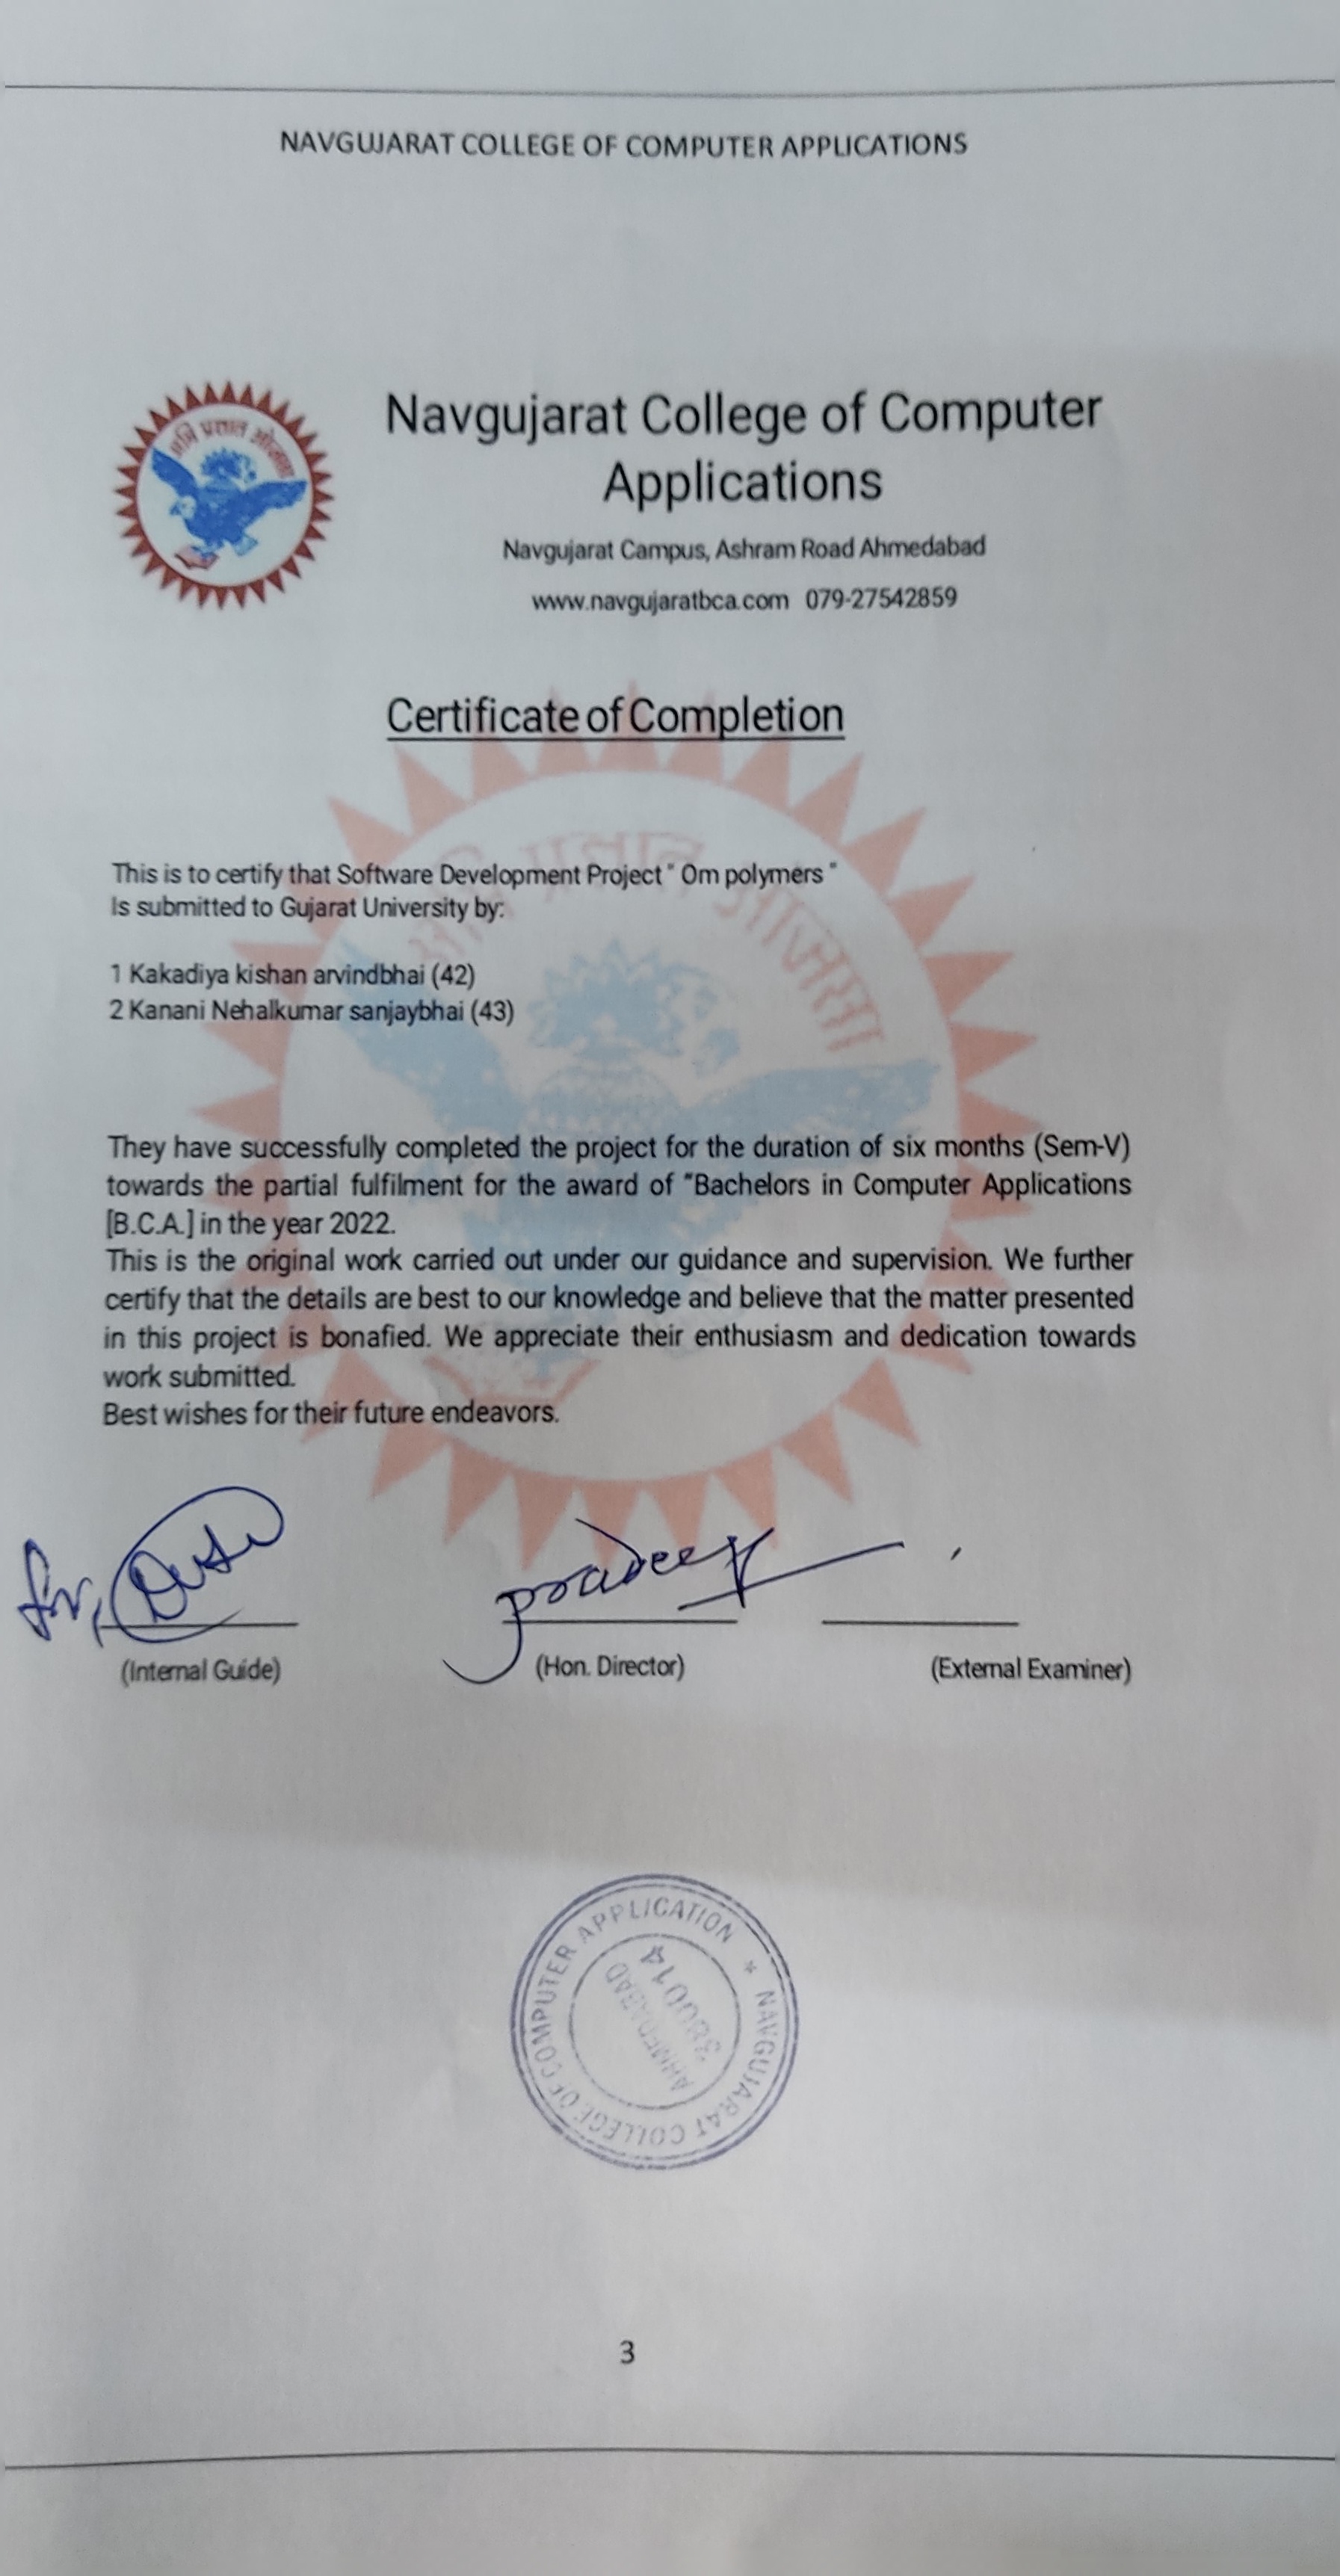 NAVGUJARAT COLLEGE OF COMPUTER APPLICATIONS
Navgujarat College of Computer
Applications
Navgujarat Campus, Ashram Road Ahmedabad
www.navgujaratbca.com 079-27542859
Certificate of Completion
This is to certify that Software Development Project " Om polymers "
Is submitted to Gujarat University by:
1 Kakadiya kishan arvindbhai (42)
2 Kanani Nehalkumar sanjaybhai (43)
They have successfully completed the project for the duration of six months (Sem-V)
towards the partial fulfilment for the award of "Bachelors in Computer Applications
[B.C.A.] in the year 2022.
This is the original work carried out under our guidance and supervision. We further
certify that the details are best to our knowledge and believe that the matter presented
in this project is bonafied. We appreciate their enthusiasm and dedication towards
work submitted.
Best wishes for their future endeavors.
pradeep
(Internal Guide) (Hon. Director) (External Examiner)
NAVGUJARAT COLLEGE OF COMPUTER APPLICATION *
AHMEDABAD
380014
3